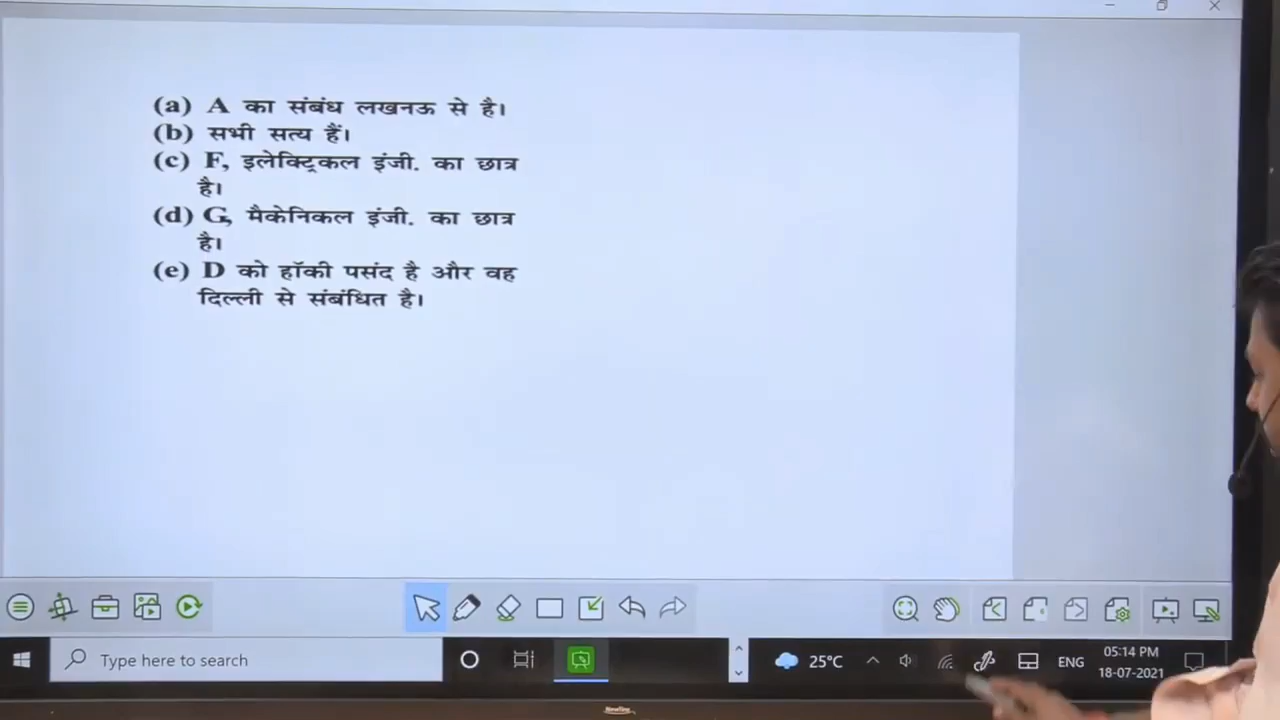 (a) A का संबंध लखनऊ से है।
(b) सभी सत्य हैं।
(c) F, इलेक्ट्रिकल इंजी. का छात्र
है।
(d) G, मैकेनिकल इंजी. का छात्र
है।
(e) D को हॉकी पसंद है और वह
दिल्ली से संबंधित है।
Type here to search
25°C
ENG
05:14 PM
18-07-2021
NewTine